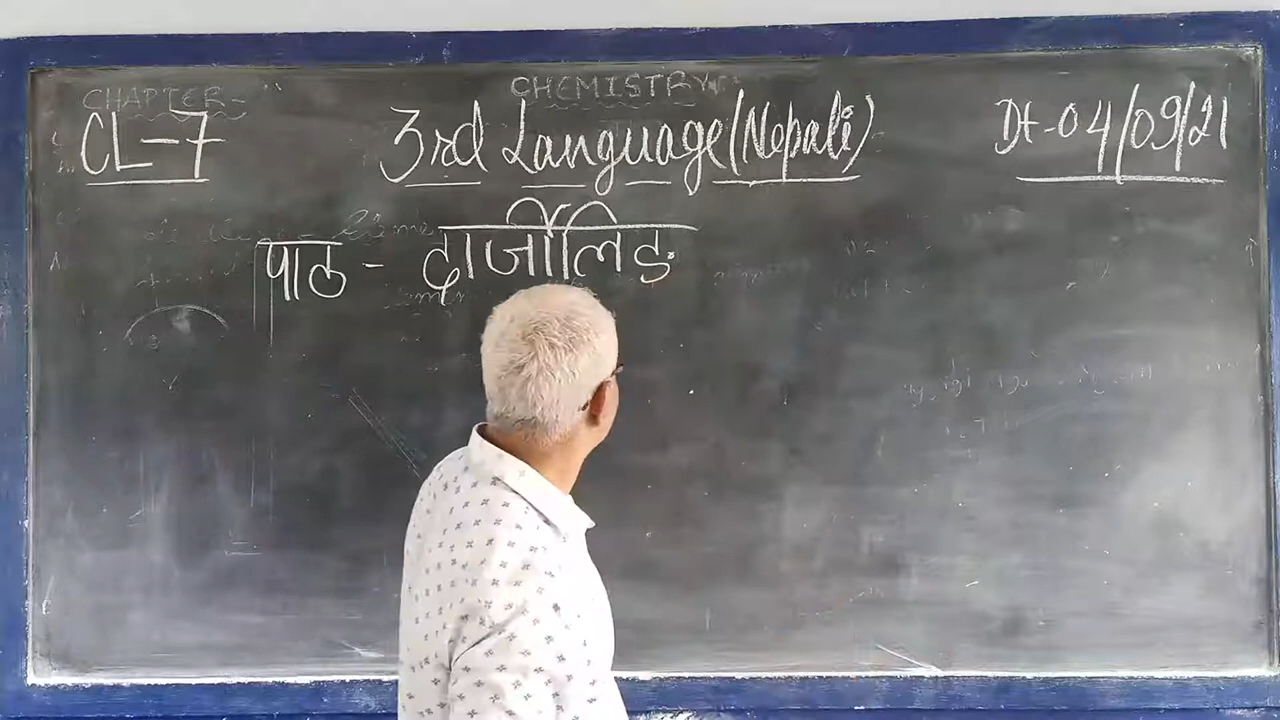 CHEMISTRY
CHAPTER-
CL-7 3rd Language (Nepali) Dt-04/09/21
पाठ - दार्जीलिङ